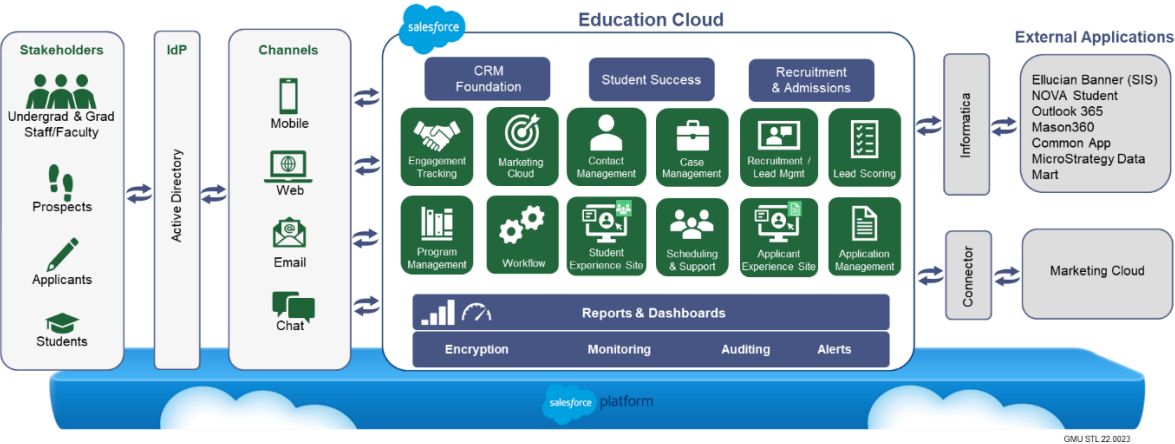 Education Cloud
salesforce
External Applications
Stakeholders
Undergrad & Grad
Staff/Faculty
Prospects
Applicants
Students
IdP
Active Directory
Channels
Mobile
Web
Email
Chat
CRM
Foundation
Student Success
Recruitment
& Admissions
Engagement
Tracking
Marketing
Cloud
Contact
Management
Case
Management
Recruitment /
Lead Mgmt
Lead Scoring
Program
Management
Workflow
Student
Experience Site
Scheduling
& Support
Applicant
Experience Site
Application
Management
Reports & Dashboards
Encryption
Monitoring
Auditing
Alerts
Informatica
Ellucian Banner (SIS)
NOVA Student
Outlook 365
Mason360
Common App
MicroStrategy Data
Mart
Connector
Marketing Cloud
salesforce platform
GMU STL 22.0023